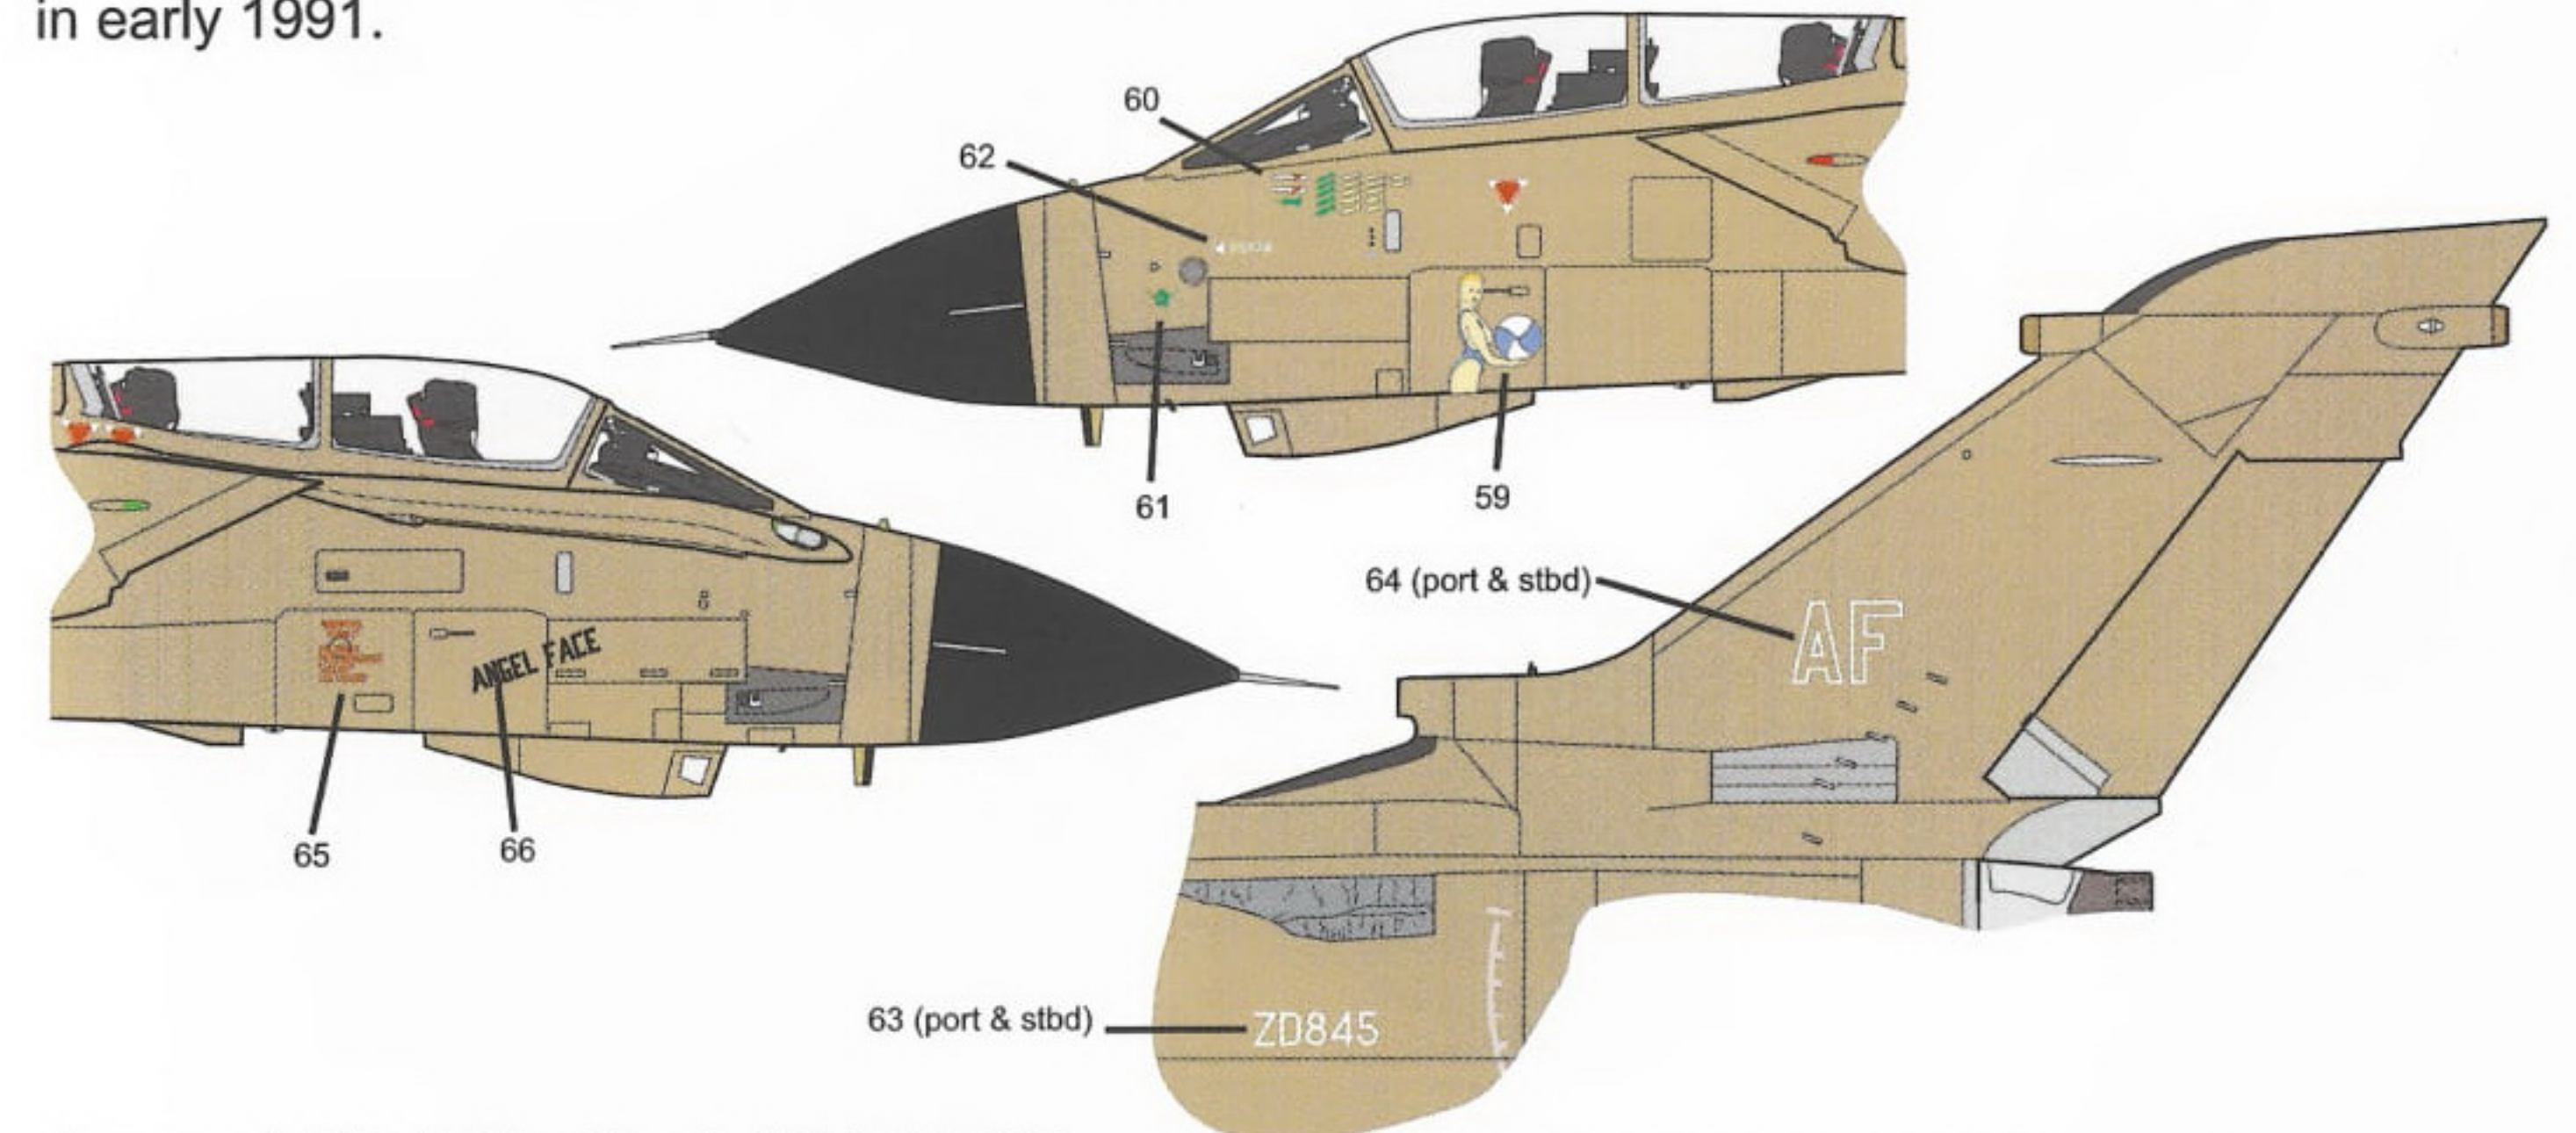 in early 1991.
60
62
61
59
64 (port & stbd)
AF
ANGEL FACE
65
66
63 (port & stbd)
ZD845